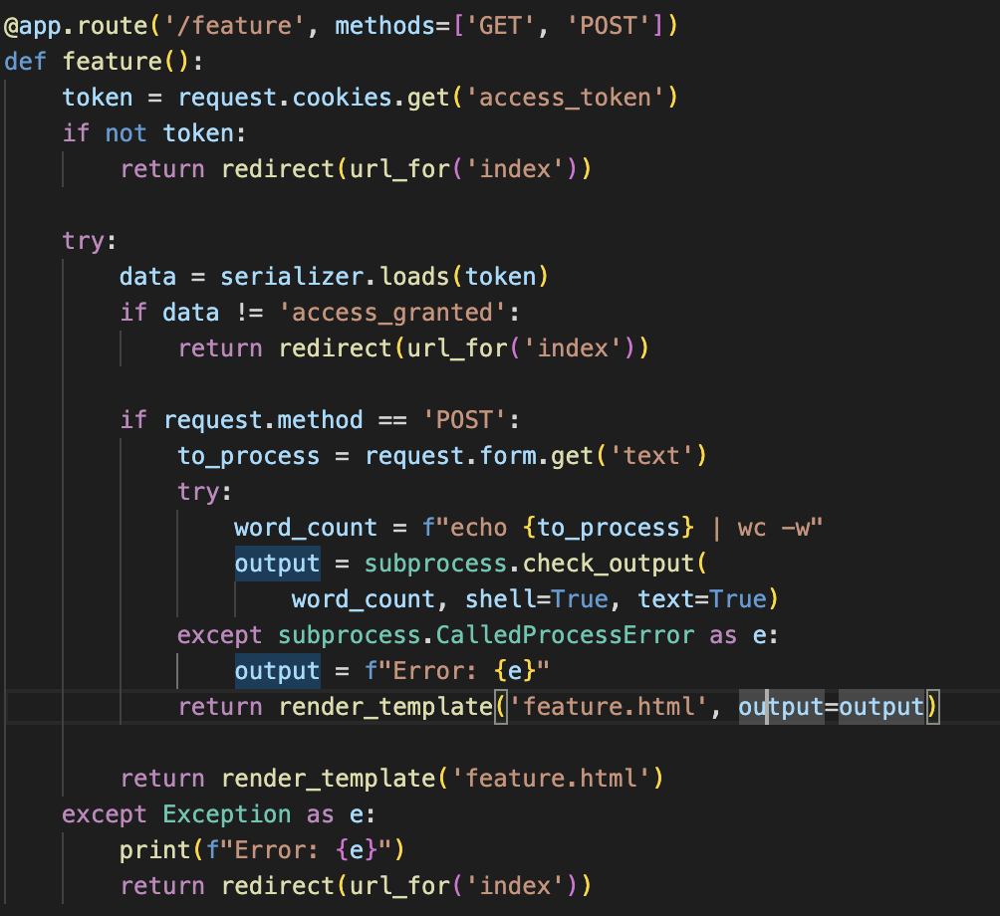 @app.route('/feature', methods=['GET', 'POST'])
def feature():
    token = request.cookies.get('access_token')
    if not token:
        return redirect(url_for('index'))

    try:
        data = serializer.loads(token)
        if data != 'access_granted':
            return redirect(url_for('index'))

        if request.method == 'POST':
            to_process = request.form.get('text')
            try:
                word_count = f"echo {to_process} | wc -w"
                output = subprocess.check_output(
                    word_count, shell=True, text=True)
            except subprocess.CalledProcessError as e:
                output = f"Error: {e}"
            return render_template('feature.html', output=output)

        return render_template('feature.html')
    except Exception as e:
        print(f"Error: {e}")
        return redirect(url_for('index'))